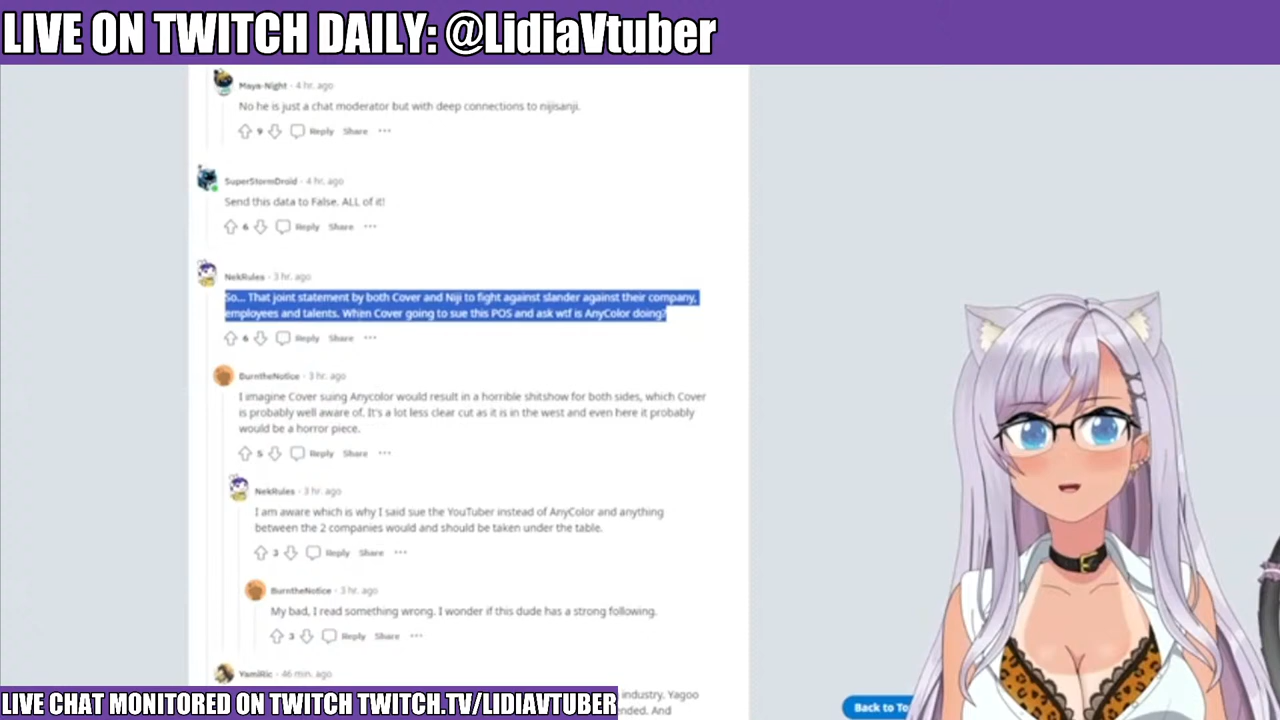 LIVE ON TWITCH DAILY: @LidiaVtuber
Maya-Night · 4 hr. ago
No he is just a chat moderator but with deep connections to nijisanji.
9 Reply Share ···
SuperStormDroid · 4 hr. ago
Send this data to False. ALL of it!
6 Reply Share ···
NekRules · 3 hr. ago
So... That joint statement by both Cover and Niji to fight against slander against their company,
employees and talents. When Cover going to sue this POS and ask wtf is AnyColor doing?
6 Reply Share ···
BurntheNotice · 3 hr. ago
I imagine Cover suing Anycolor would result in a horrible shitshow for both sides, which Cover
is probably well aware of. It's a lot less clear cut as it is in the west and even here it probably
would be a horror piece.
5 Reply Share ···
NekRules · 3 hr. ago
I am aware which is why I said sue the YouTuber instead of AnyColor and anything
between the 2 companies would and should be taken under the table.
3 Reply Share ···
BurntheNotice · 3 hr. ago
My bad, I read something wrong. I wonder if this dude has a strong following.
3 Reply Share ···
YamiRic · 46 min. ago
industry. Yagoo
nded. And
Back to To
LIVE CHAT MONITORED ON TWITCH TWITCH.TV/LIDIAVTUBER